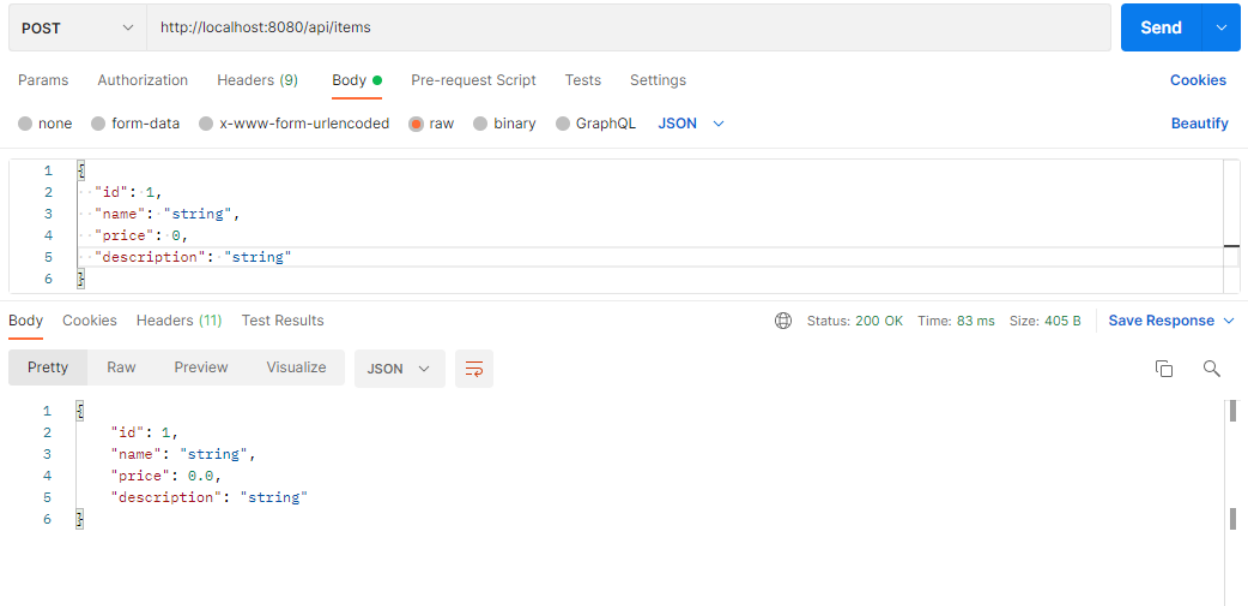 POST http://localhost:8080/api/items Send
Params Authorization Headers (9) Body Pre-request Script Tests Settings Cookies
none form-data x-www-form-urlencoded raw binary GraphQL JSON Beautify
1 {
2 "id": 1,
3 "name": "string",
4 "price": 0,
5 "description": "string"
6 }
Body Cookies Headers (11) Test Results Status: 200 OK Time: 83 ms Size: 405 B Save Response
Pretty Raw Preview Visualize JSON
1 {
2 "id": 1,
3 "name": "string",
4 "price": 0.0,
5 "description": "string"
6 }